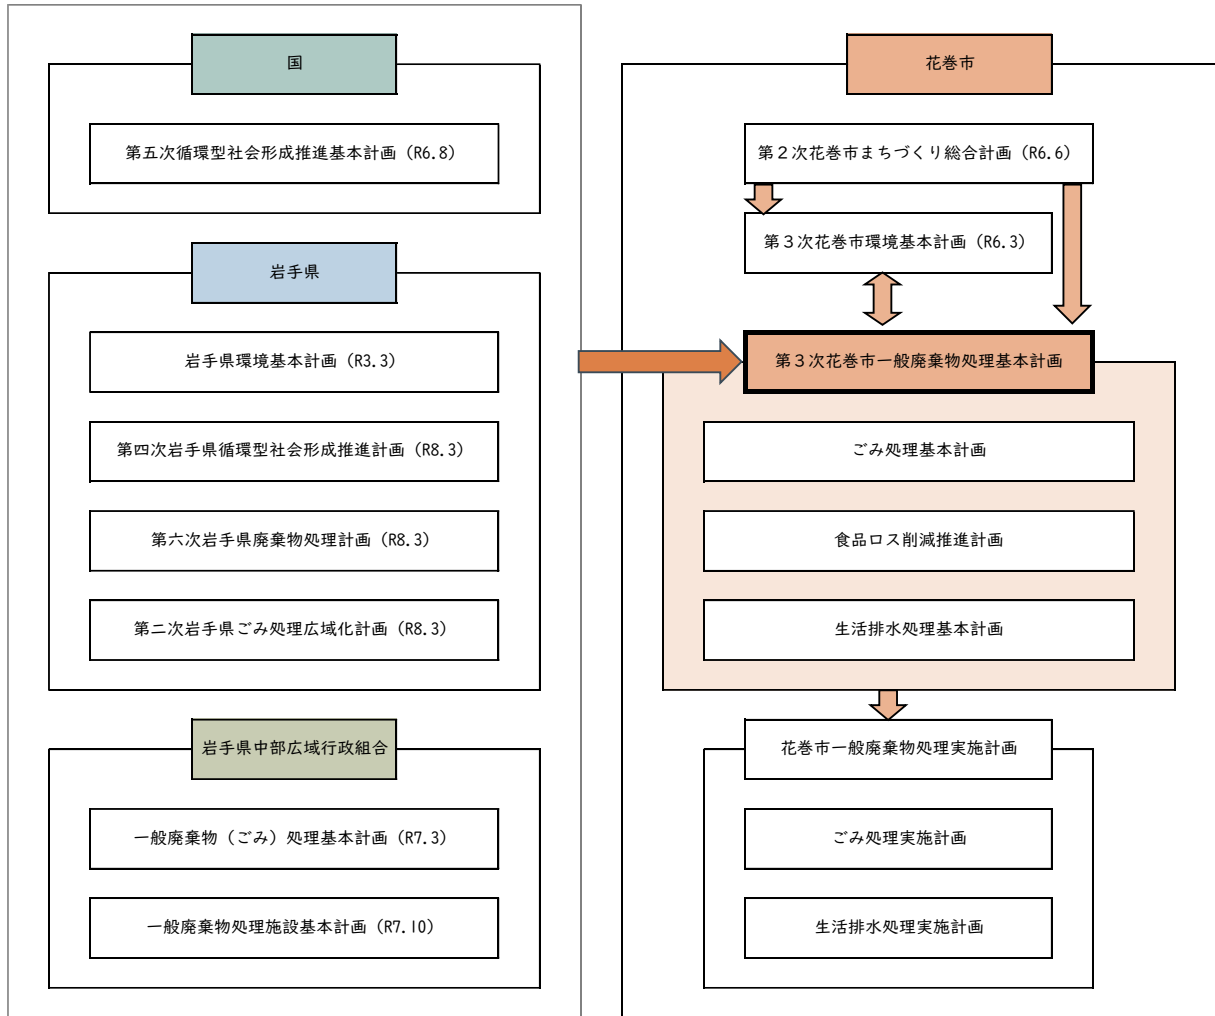 国
第五次循環型社会形成推進基本計画（R6.8）
岩手県
岩手県環境基本計画（R3.3）
第四次岩手県循環型社会形成推進計画（R8.3）
第六次岩手県廃棄物処理計画（R8.3）
第二次岩手県ごみ処理広域化計画（R8.3）
岩手県中部広域行政組合
一般廃棄物（ごみ）処理基本計画（R7.3）
一般廃棄物処理施設基本計画（R7.10）
花巻市
第２次花巻市まちづくり総合計画（R6.6）
第３次花巻市環境基本計画（R6.3）
第３次花巻市一般廃棄物処理基本計画
ごみ処理基本計画
食品ロス削減推進計画
生活排水処理基本計画
花巻市一般廃棄物処理実施計画
ごみ処理実施計画
生活排水処理実施計画